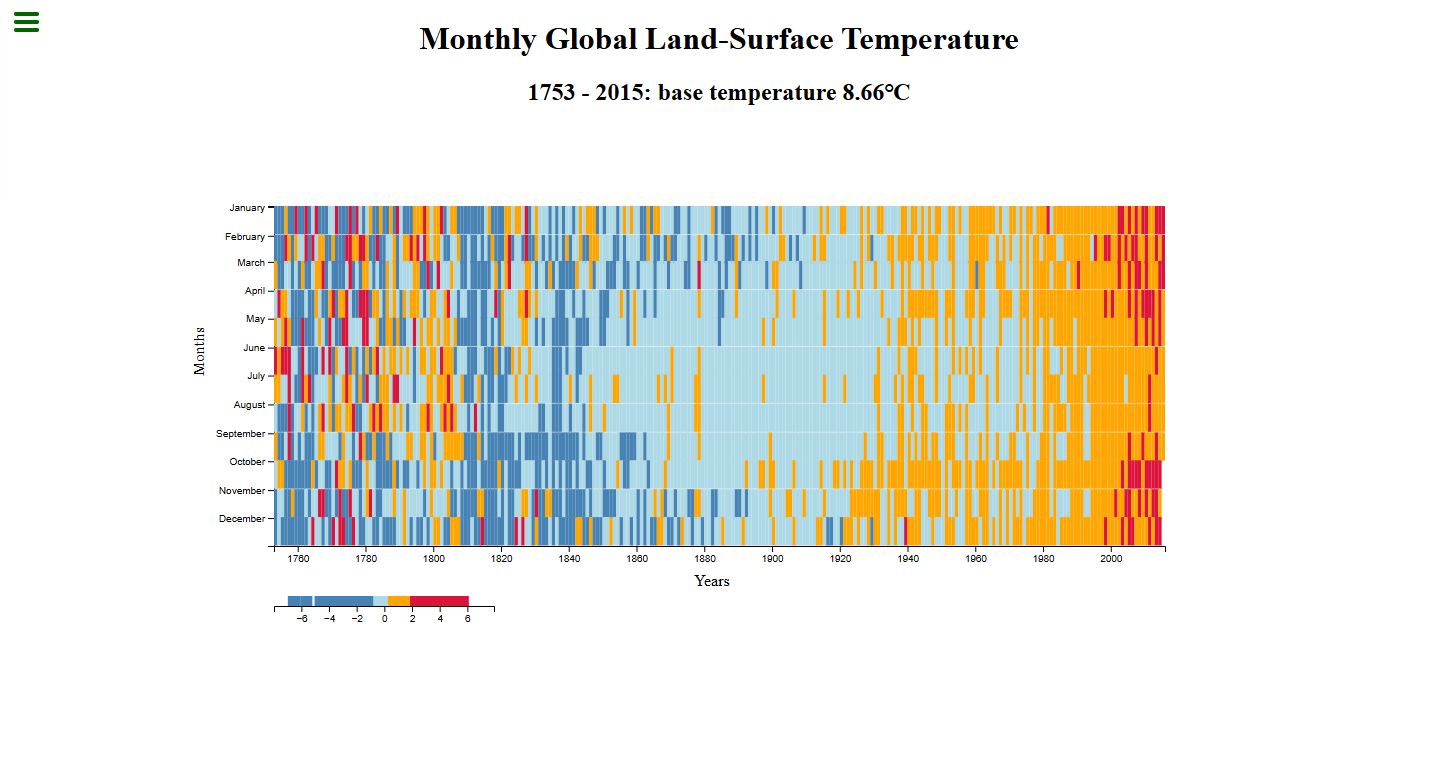 Monthly Global Land-Surface Temperature
1753 - 2015: base temperature 8.66℃
January
February
March
April
May
June
July
August
September
October
November
December
Months
1760 1780 1800 1820 1840 1860 1880 1900 1920 1940 1960 1980 2000
Years
−6 −4 −2 0 2 4 6